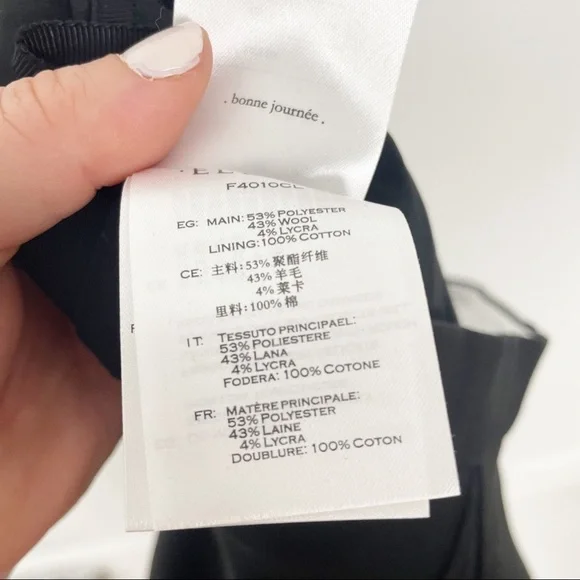 . bonne journée .
F4010CL
EG: MAIN: 53% POLYESTER
43% WOOL
4% LYCRA
LINING: 100% COTTON
CE: 主料:53% 聚酯纤维
43% 羊毛
4% 莱卡
里料:100% 棉
IT: TESSUTO PRINCIPAEL:
53% POLIESTERE
43% LANA
4% LYCRA
FODERA: 100% COTONE
FR: MATÈRE PRINCIPALE:
53% POLYESTER
43% LAINE
4% LYCRA
DOUBLURE: 100% COTON